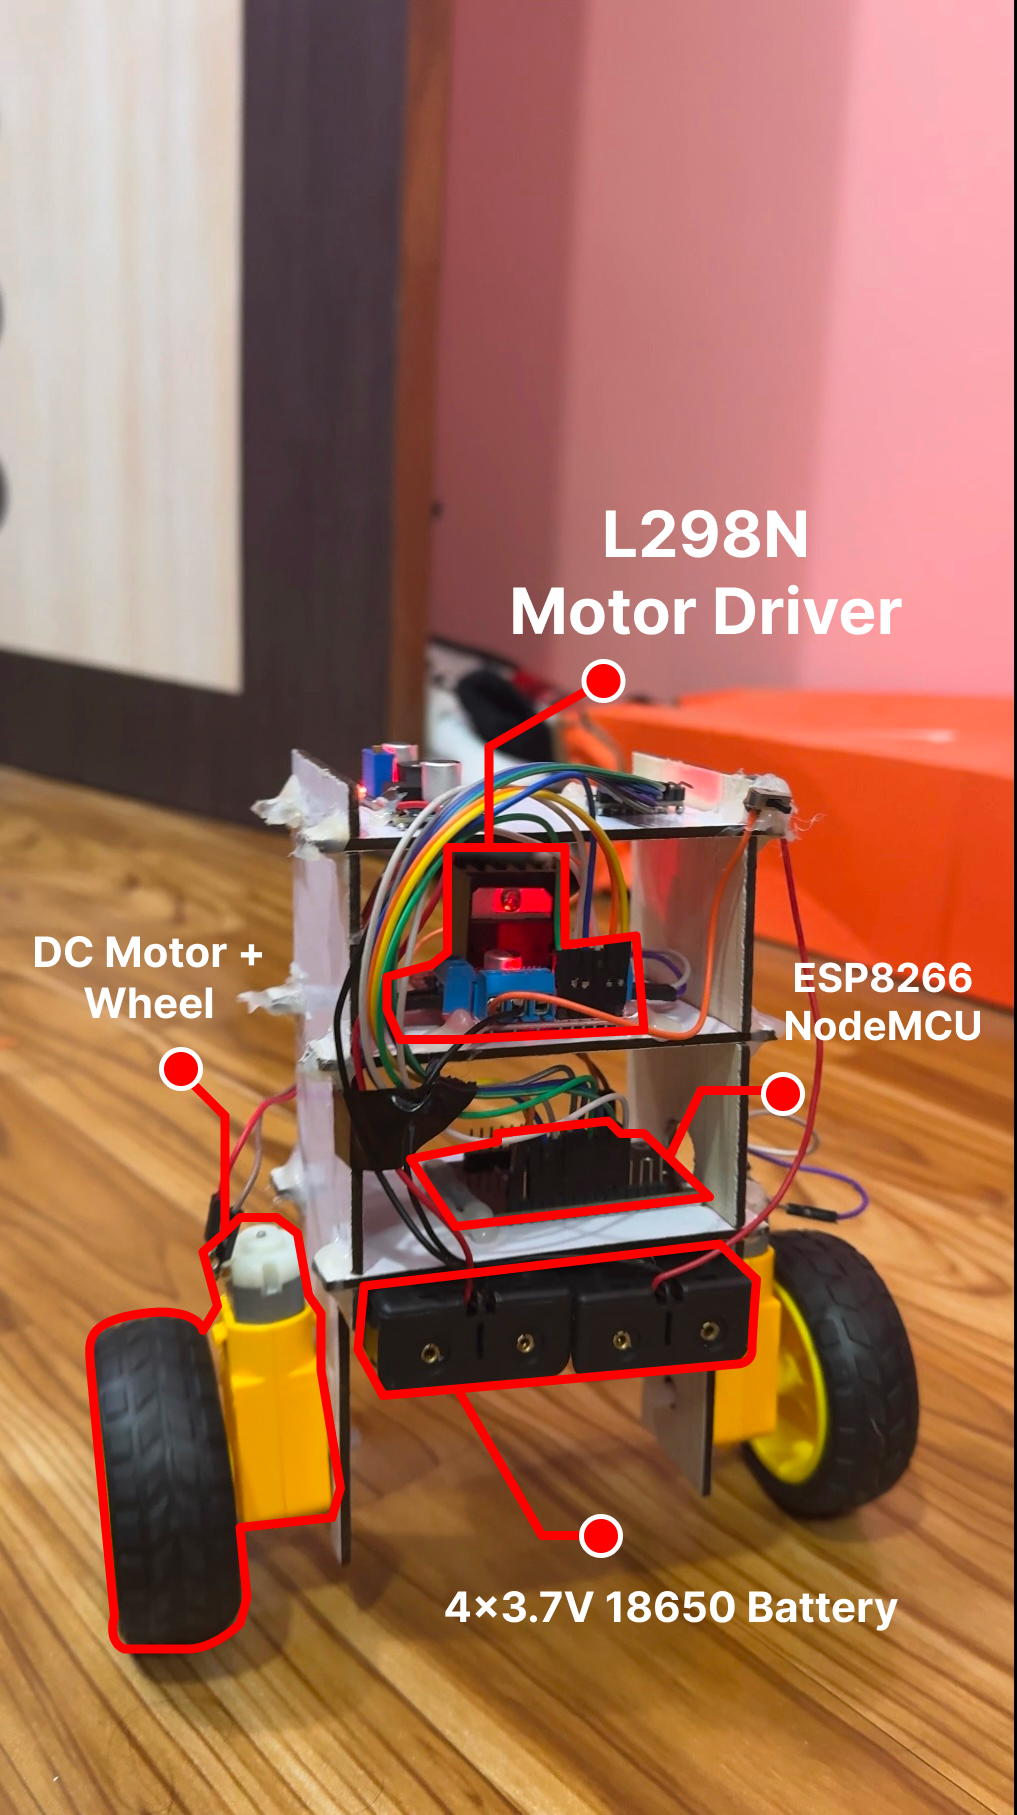 L298N
Motor Driver
DC Motor +
Wheel
ESP8266
NodeMCU
4×3.7V 18650 Battery